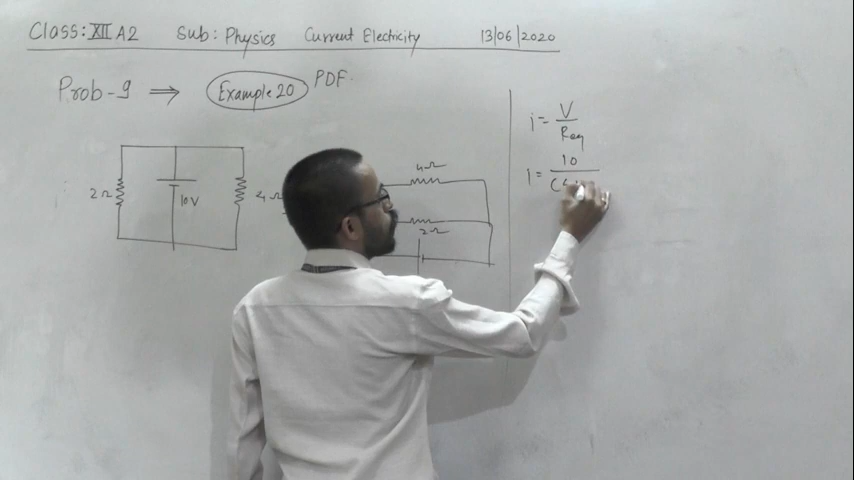 Class: XII A2 Sub: Physics Current Electricity 13/06/2020
Prob-9 ⇒ Example 20 PDF.
i = V / Req
4Ω
i = 10
2Ω 10V 4Ω
2Ω